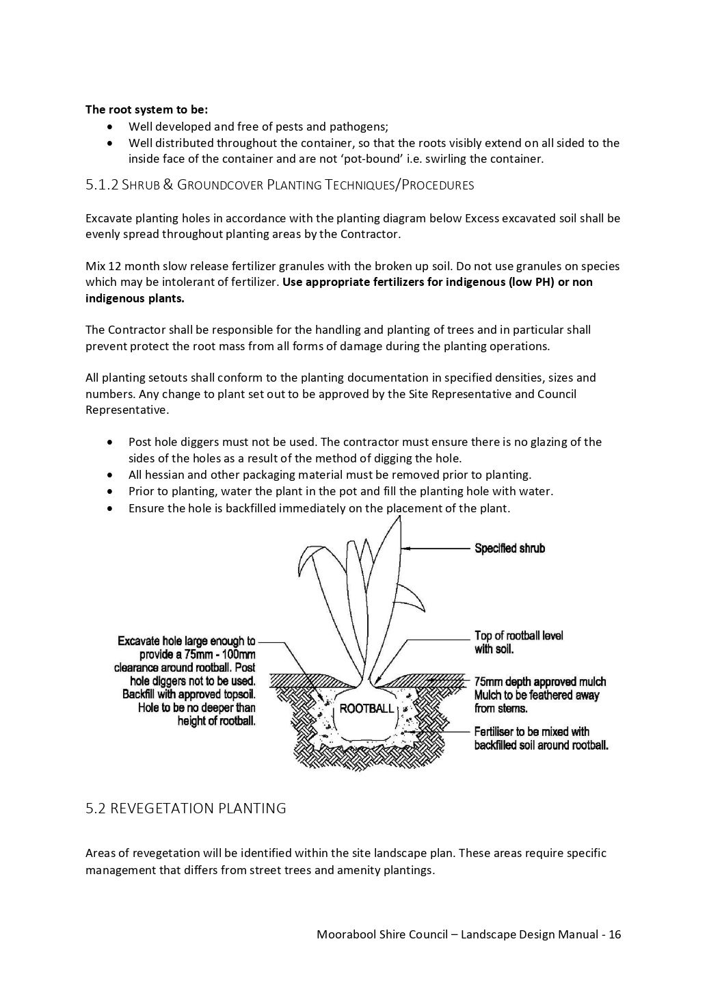 The root system to be:
• Well developed and free of pests and pathogens;
• Well distributed throughout the container, so that the roots visibly extend on all sided to the
inside face of the container and are not ‘pot-bound’ i.e. swirling the container.
5.1.2 SHRUB & GROUNDCOVER PLANTING TECHNIQUES/PROCEDURES
Excavate planting holes in accordance with the planting diagram below Excess excavated soil shall be
evenly spread throughout planting areas by the Contractor.
Mix 12 month slow release fertilizer granules with the broken up soil. Do not use granules on species
which may be intolerant of fertilizer. Use appropriate fertilizers for indigenous (low PH) or non
indigenous plants.
The Contractor shall be responsible for the handling and planting of trees and in particular shall
prevent protect the root mass from all forms of damage during the planting operations.
All planting setouts shall conform to the planting documentation in specified densities, sizes and
numbers. Any change to plant set out to be approved by the Site Representative and Council
Representative.
• Post hole diggers must not be used. The contractor must ensure there is no glazing of the
sides of the holes as a result of the method of digging the hole.
• All hessian and other packaging material must be removed prior to planting.
• Prior to planting, water the plant in the pot and fill the planting hole with water.
• Ensure the hole is backfilled immediately on the placement of the plant.
Specified shrub
Excavate hole large enough to
provide a 75mm - 100mm
clearance around rootball. Post
hole diggers not to be used.
Backfill with approved topsoil.
Hole to be no deeper than
height of rootball.
Top of rootball level
with soil.
75mm depth approved mulch
Mulch to be feathered away
from stems.
ROOTBALL
Fertiliser to be mixed with
backfilled soil around rootball.
5.2 REVEGETATION PLANTING
Areas of revegetation will be identified within the site landscape plan. These areas require specific
management that differs from street trees and amenity plantings.
Moorabool Shire Council – Landscape Design Manual - 16